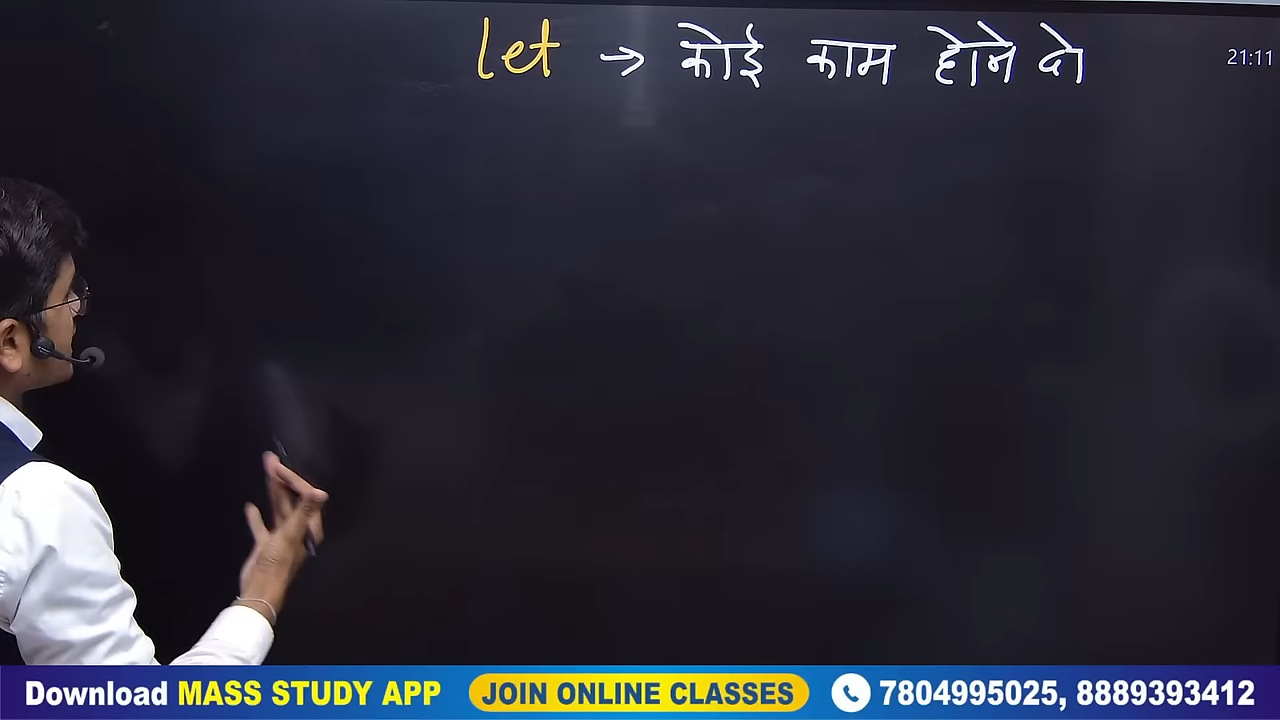 let → कोई काम होने दो
21:11
Download MASS STUDY APP JOIN ONLINE CLASSES 7804995025, 8889393412